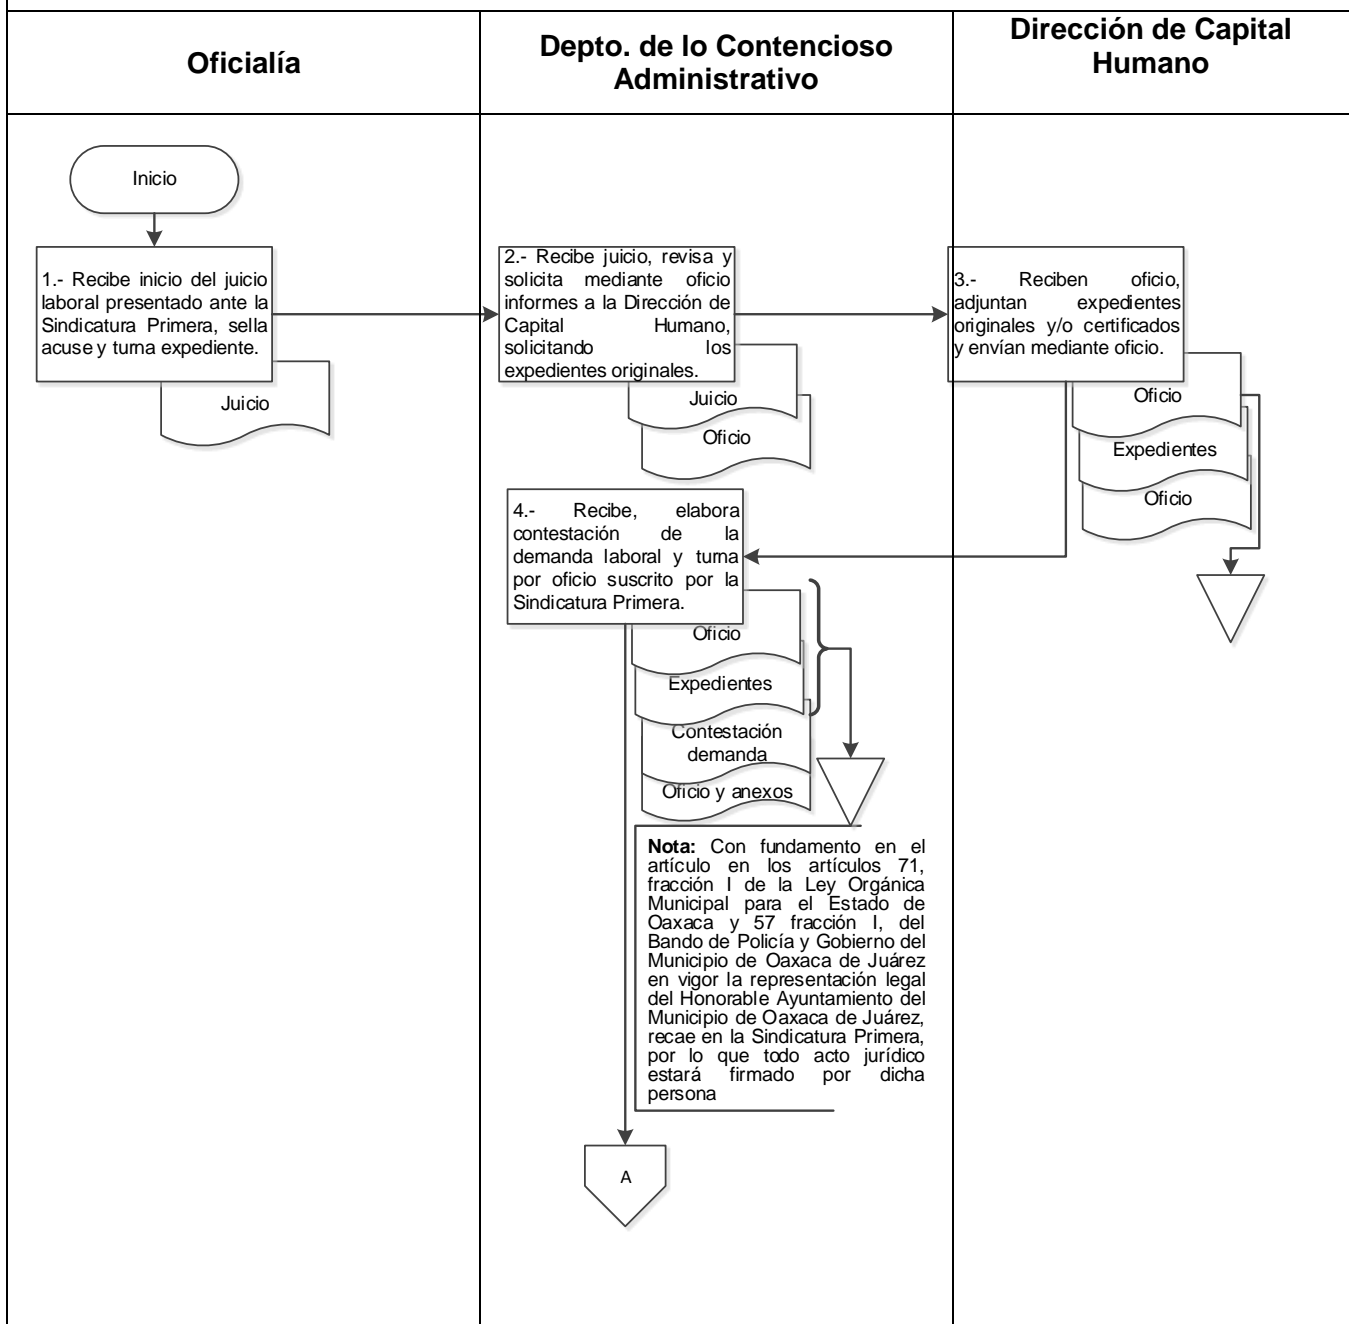 Oficialía
Depto. de lo Contencioso
Administrativo
Dirección de Capital
Humano
Inicio
1.- Recibe inicio del juicio
laboral presentado ante la
Sindicatura Primera, sella
acuse y turna expediente.
Juicio
2.- Recibe juicio, revisa y
solicita mediante oficio
informes a la Dirección de
Capital Humano,
solicitando los
expedientes originales.
Juicio
Oficio
3.- Reciben oficio,
adjuntan expedientes
originales y/o certificados
y envían mediante oficio.
Oficio
Expedientes
Oficio
4.- Recibe, elabora
contestación de la
demanda laboral y turna
por oficio suscrito por la
Sindicatura Primera.
Oficio
Expedientes
Contestación
demanda
Oficio y anexos
Nota: Con fundamento en el
artículo en los artículos 71,
fracción I de la Ley Orgánica
Municipal para el Estado de
Oaxaca y 57 fracción I, del
Bando de Policía y Gobierno del
Municipio de Oaxaca de Juárez
en vigor la representación legal
del Honorable Ayuntamiento del
Municipio de Oaxaca de Juárez,
recae en la Sindicatura Primera,
por lo que todo acto jurídico
estará firmado por dicha
persona
A